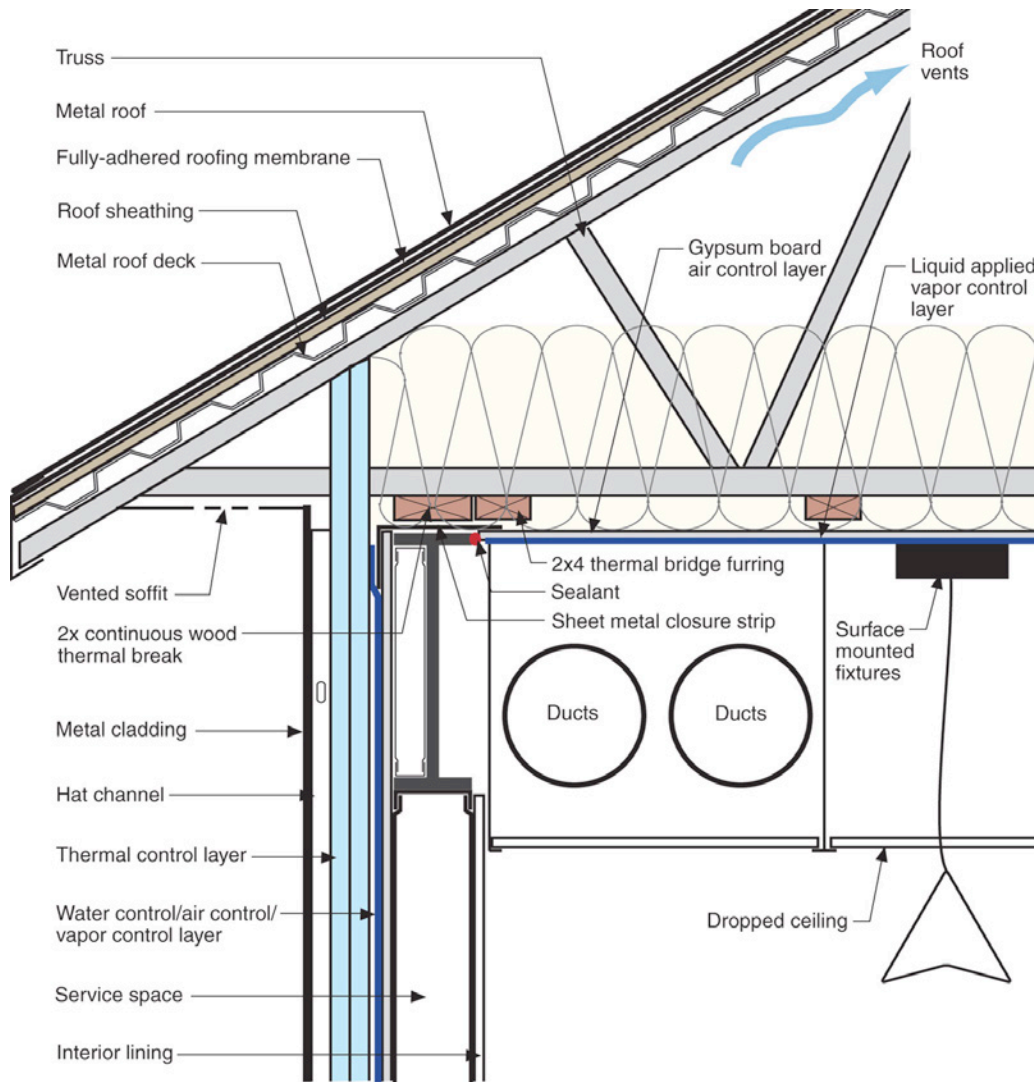 Truss
Metal roof
Fully-adhered roofing membrane
Roof sheathing
Metal roof deck
Roof
vents
Gypsum board
air control layer
Liquid applied
vapor control
layer
Vented soffit
2x continuous wood
thermal break
2x4 thermal bridge furring
Sealant
Sheet metal closure strip
Surface
mounted
fixtures
Metal cladding
Ducts
Ducts
Hat channel
Thermal control layer
Water control/air control/
vapor control layer
Dropped ceiling
Service space
Interior lining